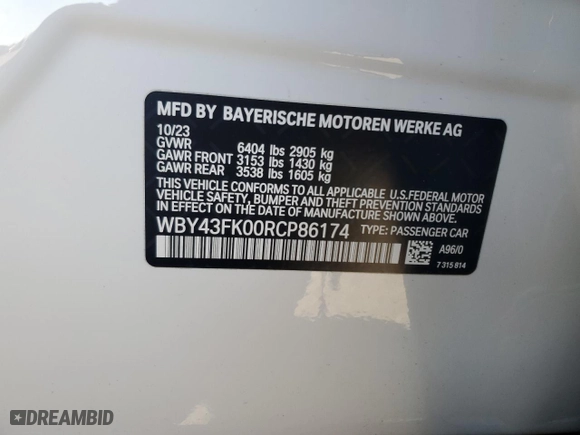 MFD BY BAYERISCHE MOTOREN WERKE AG
10/23
GVWR 6404 lbs 2905 kg
GAWR FRONT 3153 lbs 1430 kg
GAWR REAR 3538 lbs 1605 kg
THIS VEHICLE CONFORMS TO ALL APPLICABLE U.S.FEDERAL MOTOR
VEHICLE SAFETY, BUMPER AND THEFT PREVENTION STANDARDS
IN EFFECT ON THE DATE OF MANUFACTURE SHOWN ABOVE.
WBY43FK00RCP86174 TYPE: PASSENGER CAR
A96/0
7 315 814
DREAMBID